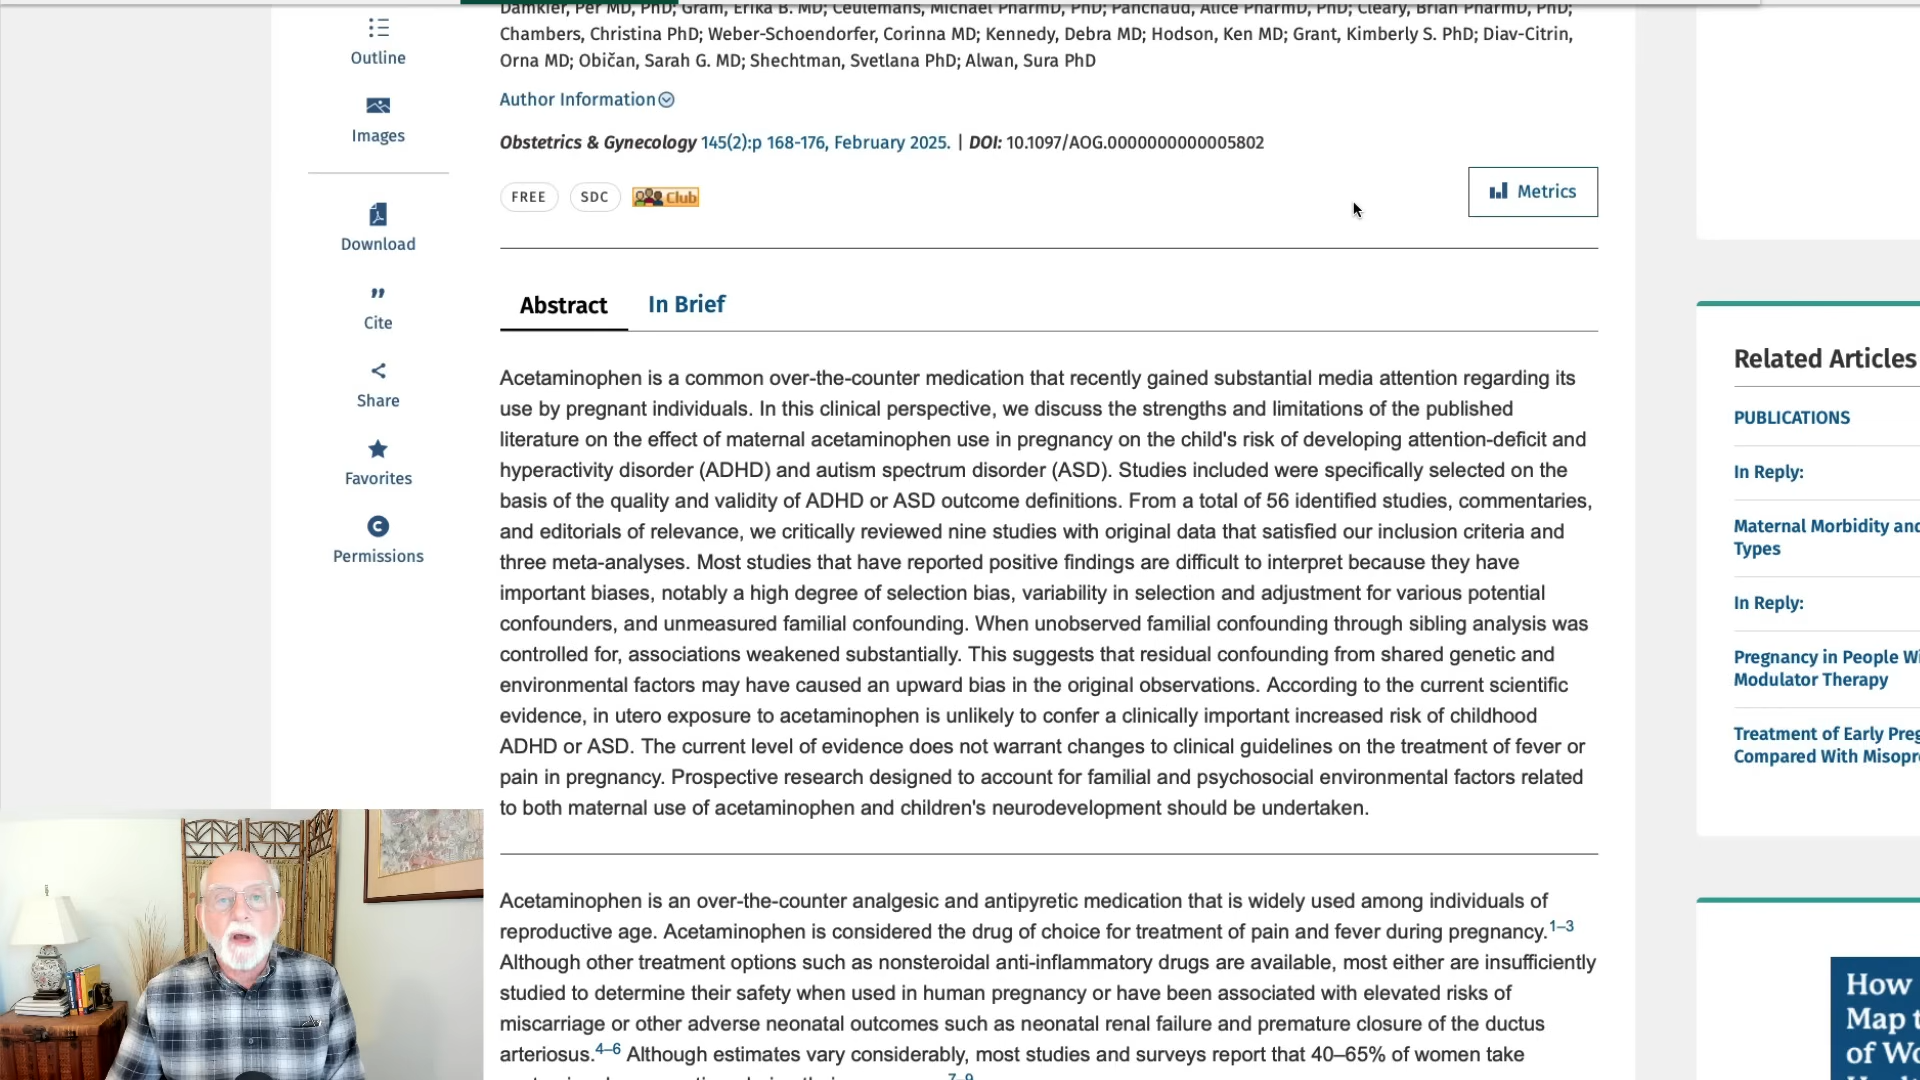 Outline
Images
Download
Cite
Share
Favorites
Permissions
Damkier, Per MD, PhD; Gram, Erika B. MD; Ceulemans, Michael PharmD, PhD; Panchaud, Alice PharmD, PhD; Cleary, Brian PharmD, PhD;
Chambers, Christina PhD; Weber-Schoendorfer, Corinna MD; Kennedy, Debra MD; Hodson, Ken MD; Grant, Kimberly S. PhD; Diav-Citrin,
Orna MD; Običan, Sarah G. MD; Shechtman, Svetlana PhD; Alwan, Sura PhD
Author Information
Obstetrics & Gynecology 145(2):p 168-176, February 2025. | DOI: 10.1097/AOG.0000000000005802
FREE SDC Club
Metrics
Abstract In Brief
Acetaminophen is a common over-the-counter medication that recently gained substantial media attention regarding its
use by pregnant individuals. In this clinical perspective, we discuss the strengths and limitations of the published
literature on the effect of maternal acetaminophen use in pregnancy on the child's risk of developing attention-deficit and
hyperactivity disorder (ADHD) and autism spectrum disorder (ASD). Studies included were specifically selected on the
basis of the quality and validity of ADHD or ASD outcome definitions. From a total of 56 identified studies, commentaries,
and editorials of relevance, we critically reviewed nine studies with original data that satisfied our inclusion criteria and
three meta-analyses. Most studies that have reported positive findings are difficult to interpret because they have
important biases, notably a high degree of selection bias, variability in selection and adjustment for various potential
confounders, and unmeasured familial confounding. When unobserved familial confounding through sibling analysis was
controlled for, associations weakened substantially. This suggests that residual confounding from shared genetic and
environmental factors may have caused an upward bias in the original observations. According to the current scientific
evidence, in utero exposure to acetaminophen is unlikely to confer a clinically important increased risk of childhood
ADHD or ASD. The current level of evidence does not warrant changes to clinical guidelines on the treatment of fever or
pain in pregnancy. Prospective research designed to account for familial and psychosocial environmental factors related
to both maternal use of acetaminophen and children's neurodevelopment should be undertaken.
Acetaminophen is an over-the-counter analgesic and antipyretic medication that is widely used among individuals of
reproductive age. Acetaminophen is considered the drug of choice for treatment of pain and fever during pregnancy.1–3
Although other treatment options such as nonsteroidal anti-inflammatory drugs are available, most either are insufficiently
studied to determine their safety when used in human pregnancy or have been associated with elevated risks of
miscarriage or other adverse neonatal outcomes such as neonatal renal failure and premature closure of the ductus
arteriosus.4–6 Although estimates vary considerably, most studies and surveys report that 40–65% of women take
7–9
Related Articles
PUBLICATIONS
In Reply:
Maternal Morbidity and
Types
In Reply:
Pregnancy in People Wi
Modulator Therapy
Treatment of Early Preg
Compared With Misopro
How
Map t
of Wo